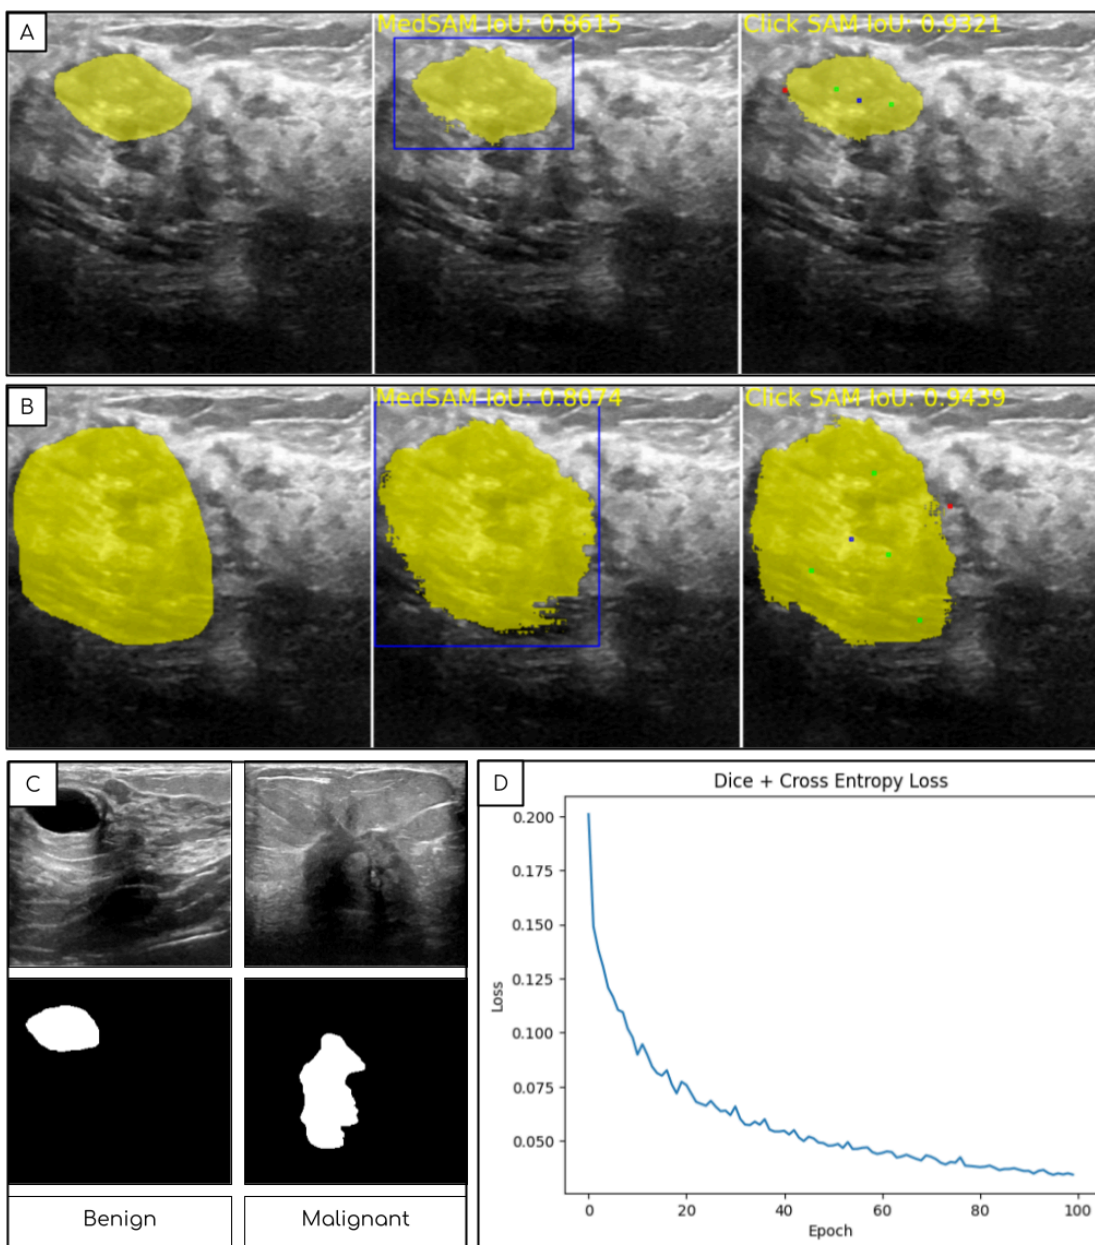 A
MedSAM IoU: 0.8615
Click SAM IoU: 0.9321
B
MedSAM IoU: 0.8074
Click SAM IoU: 0.9439
C
Benign
Malignant
D
Dice + Cross Entropy Loss
0.200
0.175
0.150
0.125
0.100
0.075
0.050
Loss
0
20
40
60
80
100
Epoch